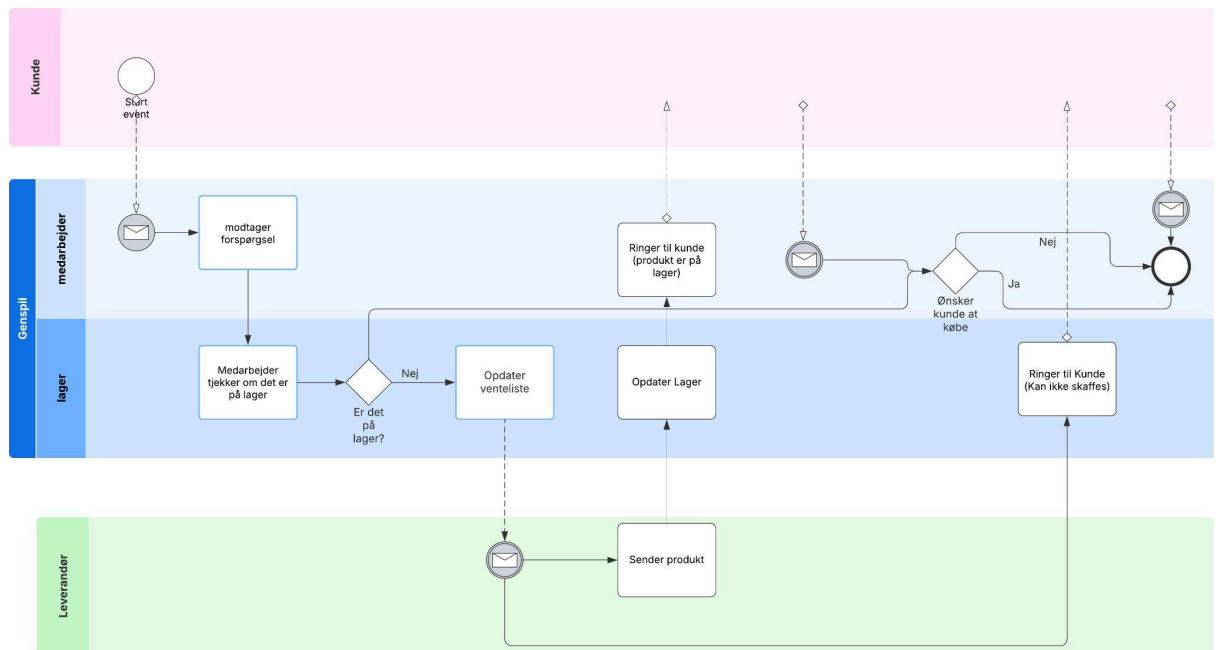 Kunde
Start
event
Genspil
medarbejder
modtager
forspørgsel
Ringer til kunde
(produkt er på
lager)
Nej
Ja
Ønsker
kunde at
købe
lager
Medarbejder
tjekker om det er
på lager
Er det
på
lager?
Nej
Opdater
venteliste
Opdater Lager
Ringer til Kunde
(Kan ikke skaffes)
Leverandør
Sender produkt